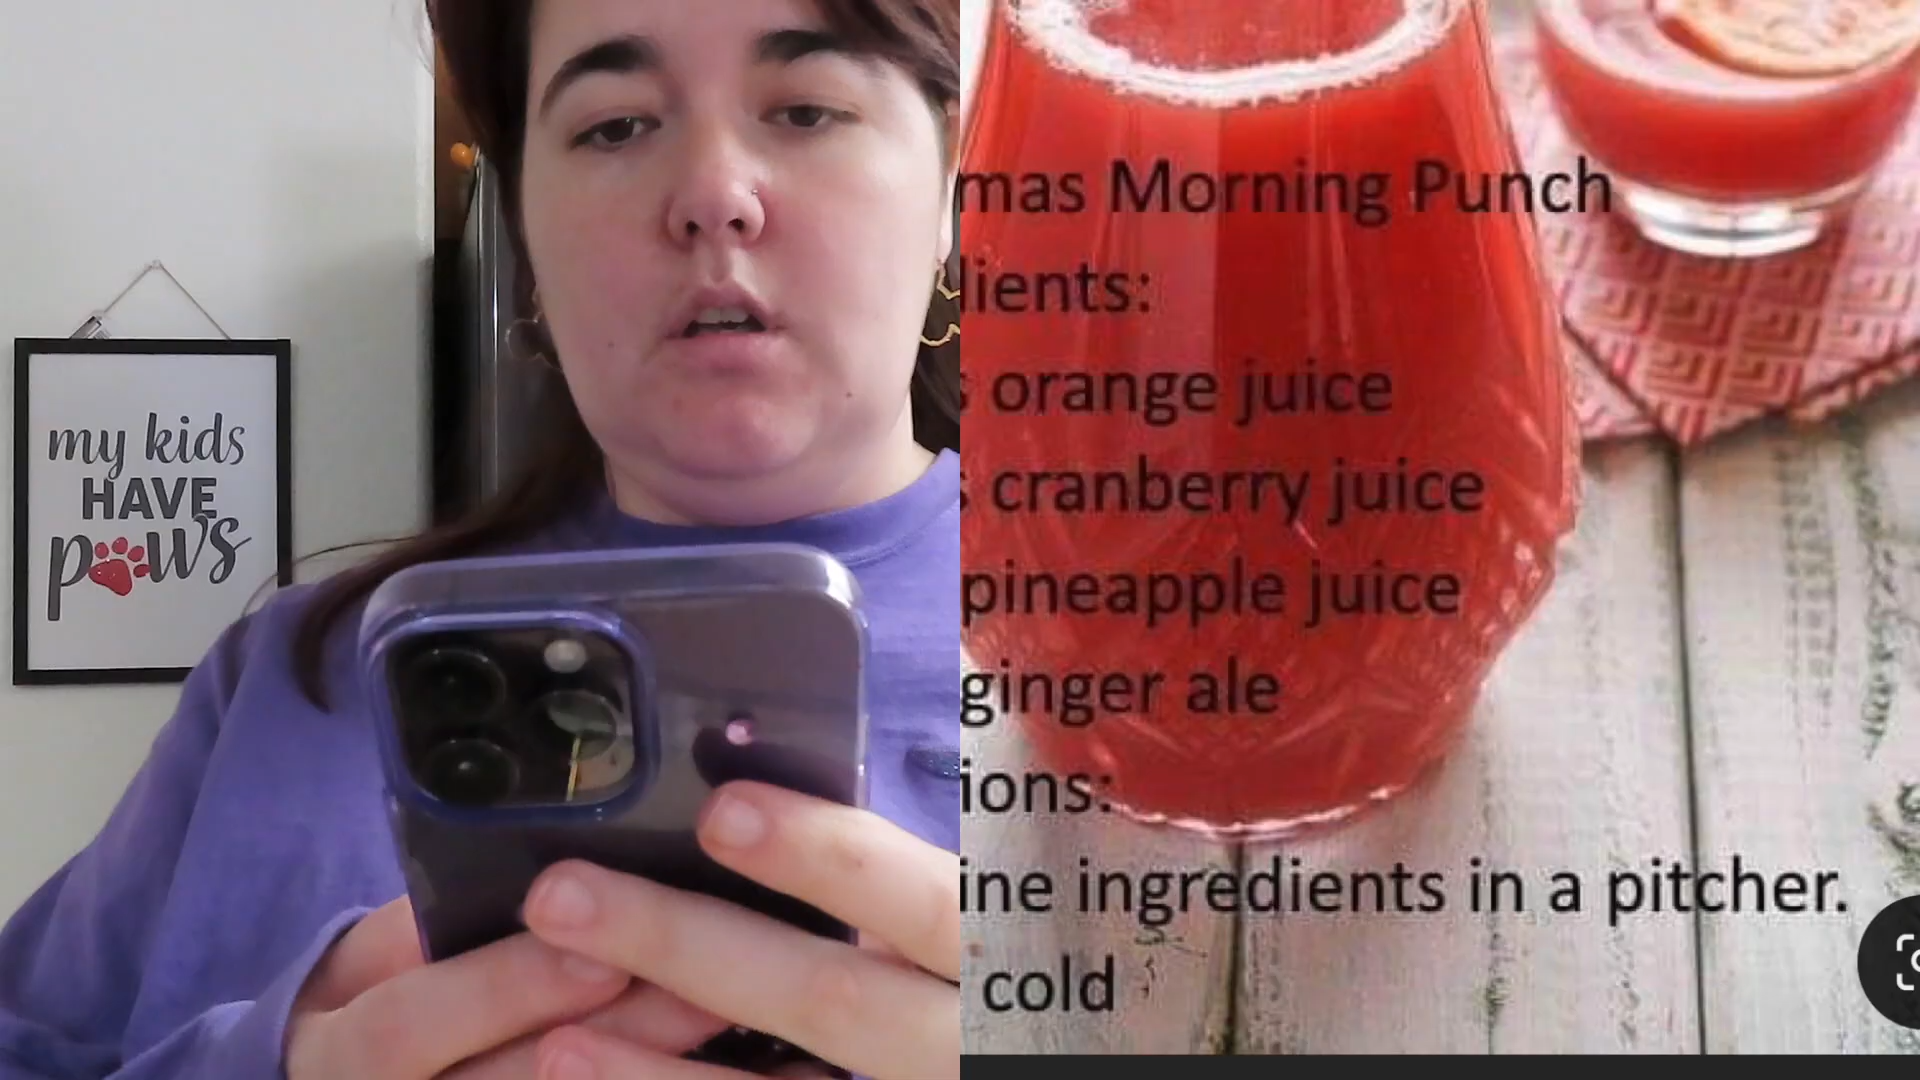 my kids
HAVE
paws
mas Morning Punch
lients:
s orange juice
s cranberry juice
pineapple juice
ginger ale
ions:
ine ingredients in a pitcher.
cold